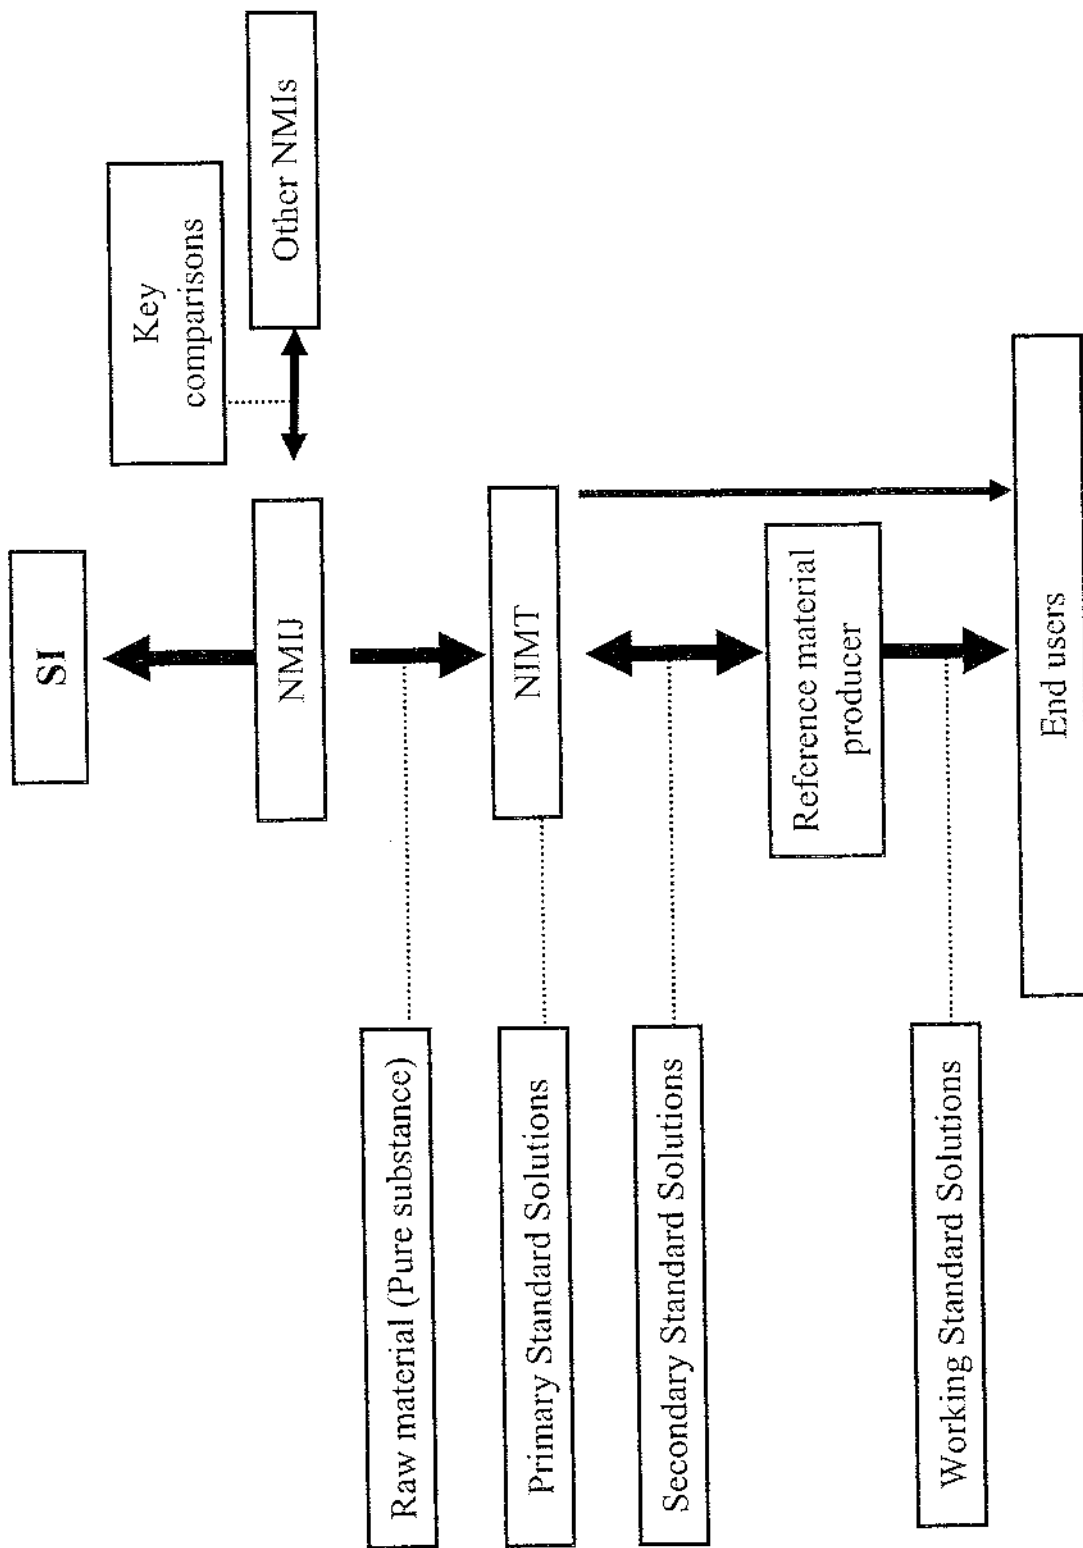 SI
Key
comparisons
NMIJ
Other NMIs
Raw material (Pure substance)
Primary Standard Solutions
NIMT
Secondary Standard Solutions
Reference material
producer
Working Standard Solutions
End users